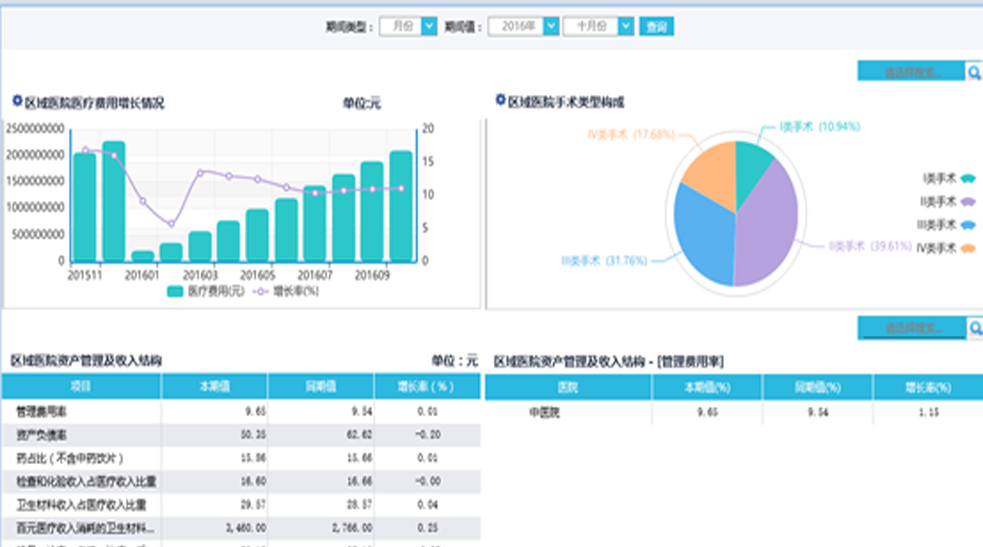 期间类型： 月份 期间值： 2016年 十月份 查询
请选择搜索...
区域医院医疗费用增长情况 单位:元
2500000000
2000000000
1500000000
1000000000
500000000
0
20
15
10
5
0
201511 201601 201603 201605 201607 201609
医疗费用(元) 增长率(%)
区域医院手术类型构成
IV类手术 (17.68%)
I类手术 (10.94%)
III类手术 (31.76%)
II类手术 (39.61%)
I类手术
II类手术
III类手术
IV类手术
请选择搜索...
区域医院资产管理及收入结构 单位：元
项目 本期值 同期值 增长率（%）
管理费用率 9.65 9.54 0.01
资产负债率 50.35 62.62 -0.20
药占比（不含中药饮片） 15.86 15.66 0.01
检查和化验收入占医疗收入比重 16.60 16.66 -0.00
卫生材料收入占医疗收入比重 29.57 28.57 0.04
百元医疗收入消耗的卫生材料... 3,460.00 2,766.00 0.25
区域医院资产管理及收入结构 - [管理费用率]
医院 本期值(%) 同期值(%) 增长率(%)
中医院 9.65 9.54 1.15